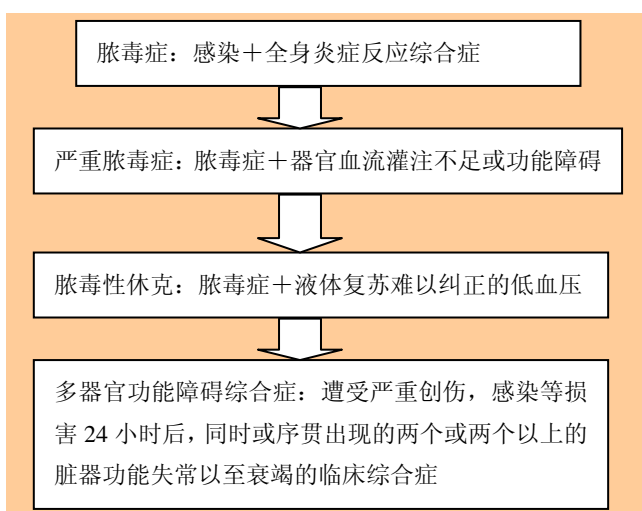 脓毒症：感染＋全身炎症反应综合症
严重脓毒症：脓毒症＋器官血流灌注不足或功能障碍
脓毒性休克：脓毒症＋液体复苏难以纠正的低血压
多器官功能障碍综合症：遭受严重创伤，感染等损
害 24 小时后，同时或序贯出现的两个或两个以上的
脏器功能失常以至衰竭的临床综合症